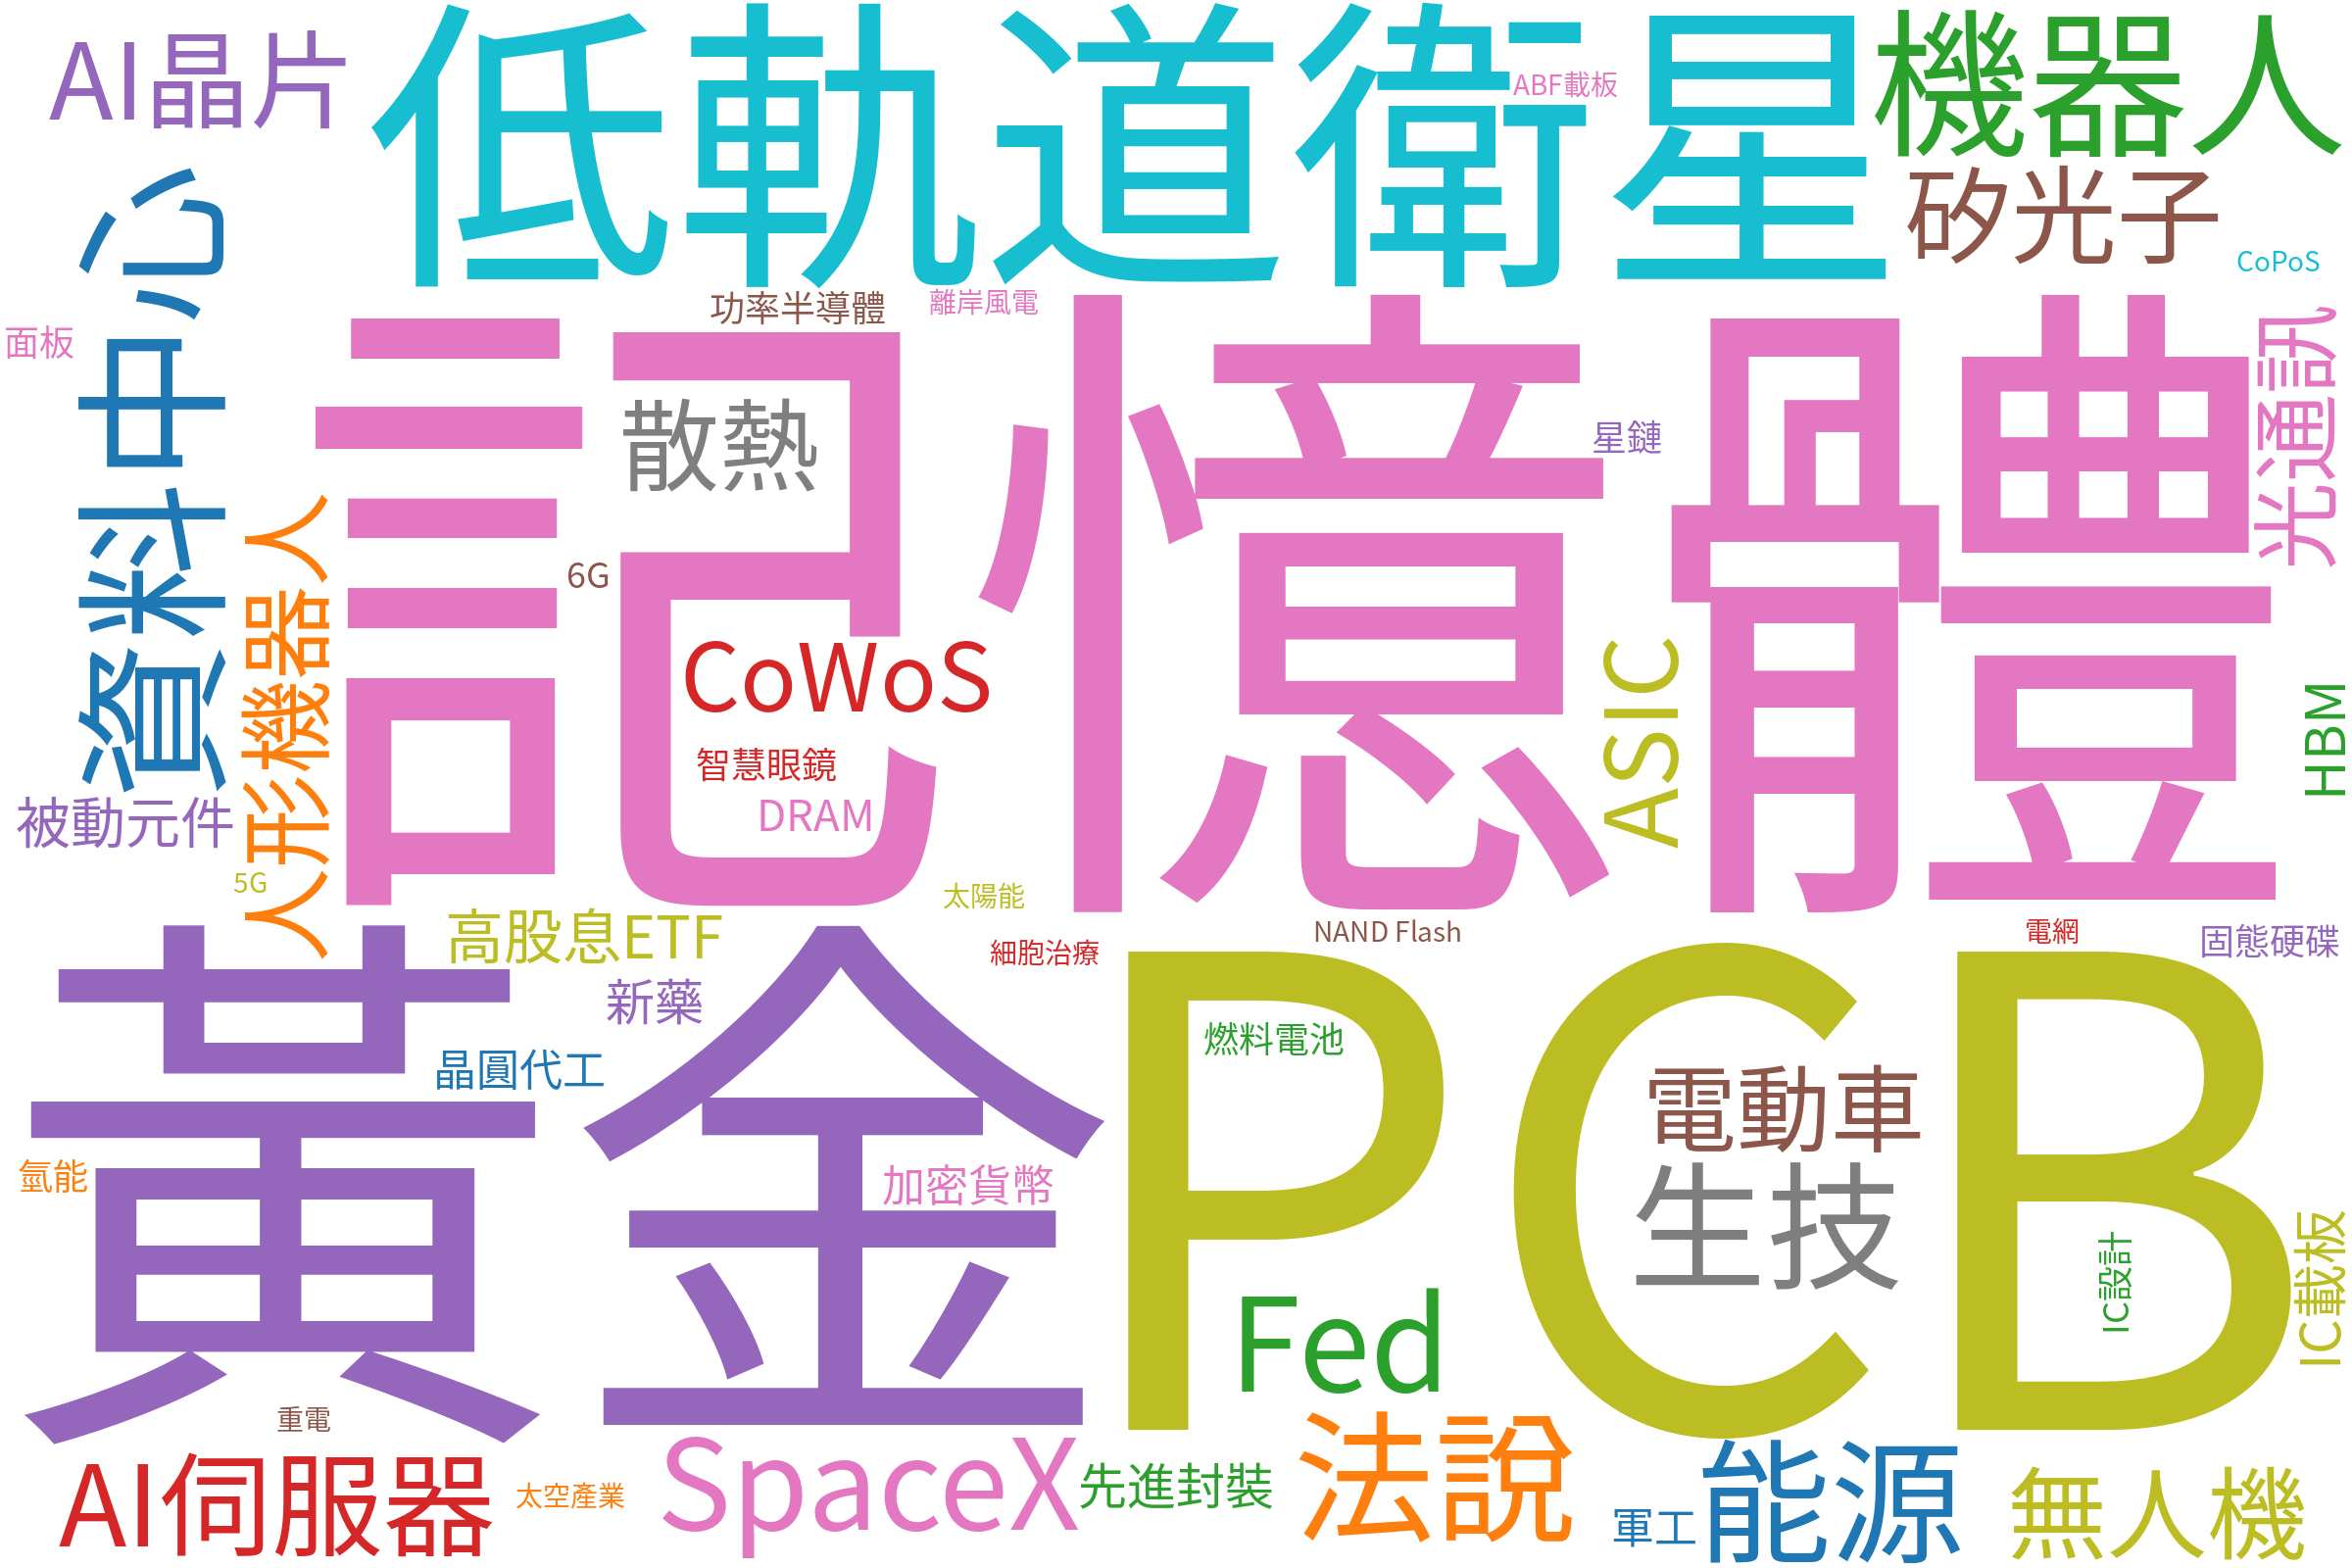 AI晶片
低軌道衛星
ABF載板
機器人
矽光子
CoPoS
資料中心
面板
功率半導體
離岸風電
記憶體
散熱
星鏈
光通訊
6G
人形機器人
CoWoS
ASIC
HBM
智慧眼鏡
DRAM
被動元件
5G
太陽能
高股息ETF
NAND Flash
電網
固態硬碟
細胞治療
新藥
黃金
PCB
燃料電池
晶圓代工
電動車
氫能
加密貨幣
生技
IC設計
IC載板
Fed
重電
AI伺服器
太空產業
SpaceX
先進封裝
法說
軍工
能源
無人機